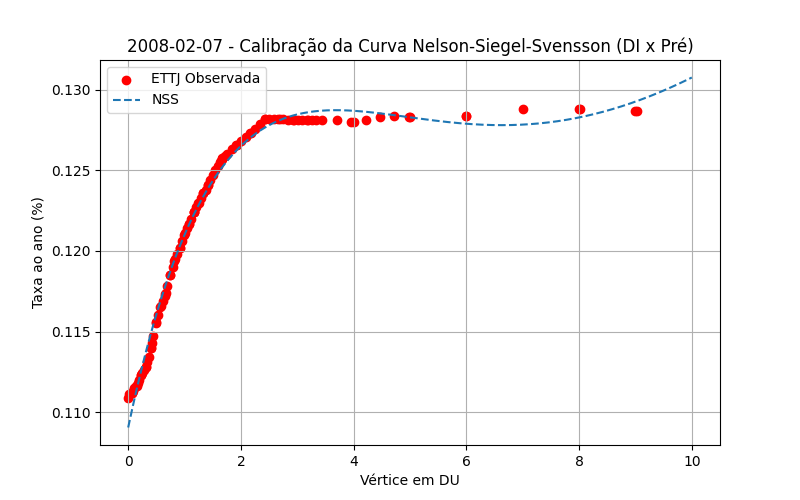 2008-02-07 - Calibração da Curva Nelson-Siegel-Svensson (DI x Pré)
ETTJ Observada
NSS
Taxa ao ano (%)
0.130
0.125
0.120
0.115
0.110
0 2 4 6 8 10
Vértice em DU